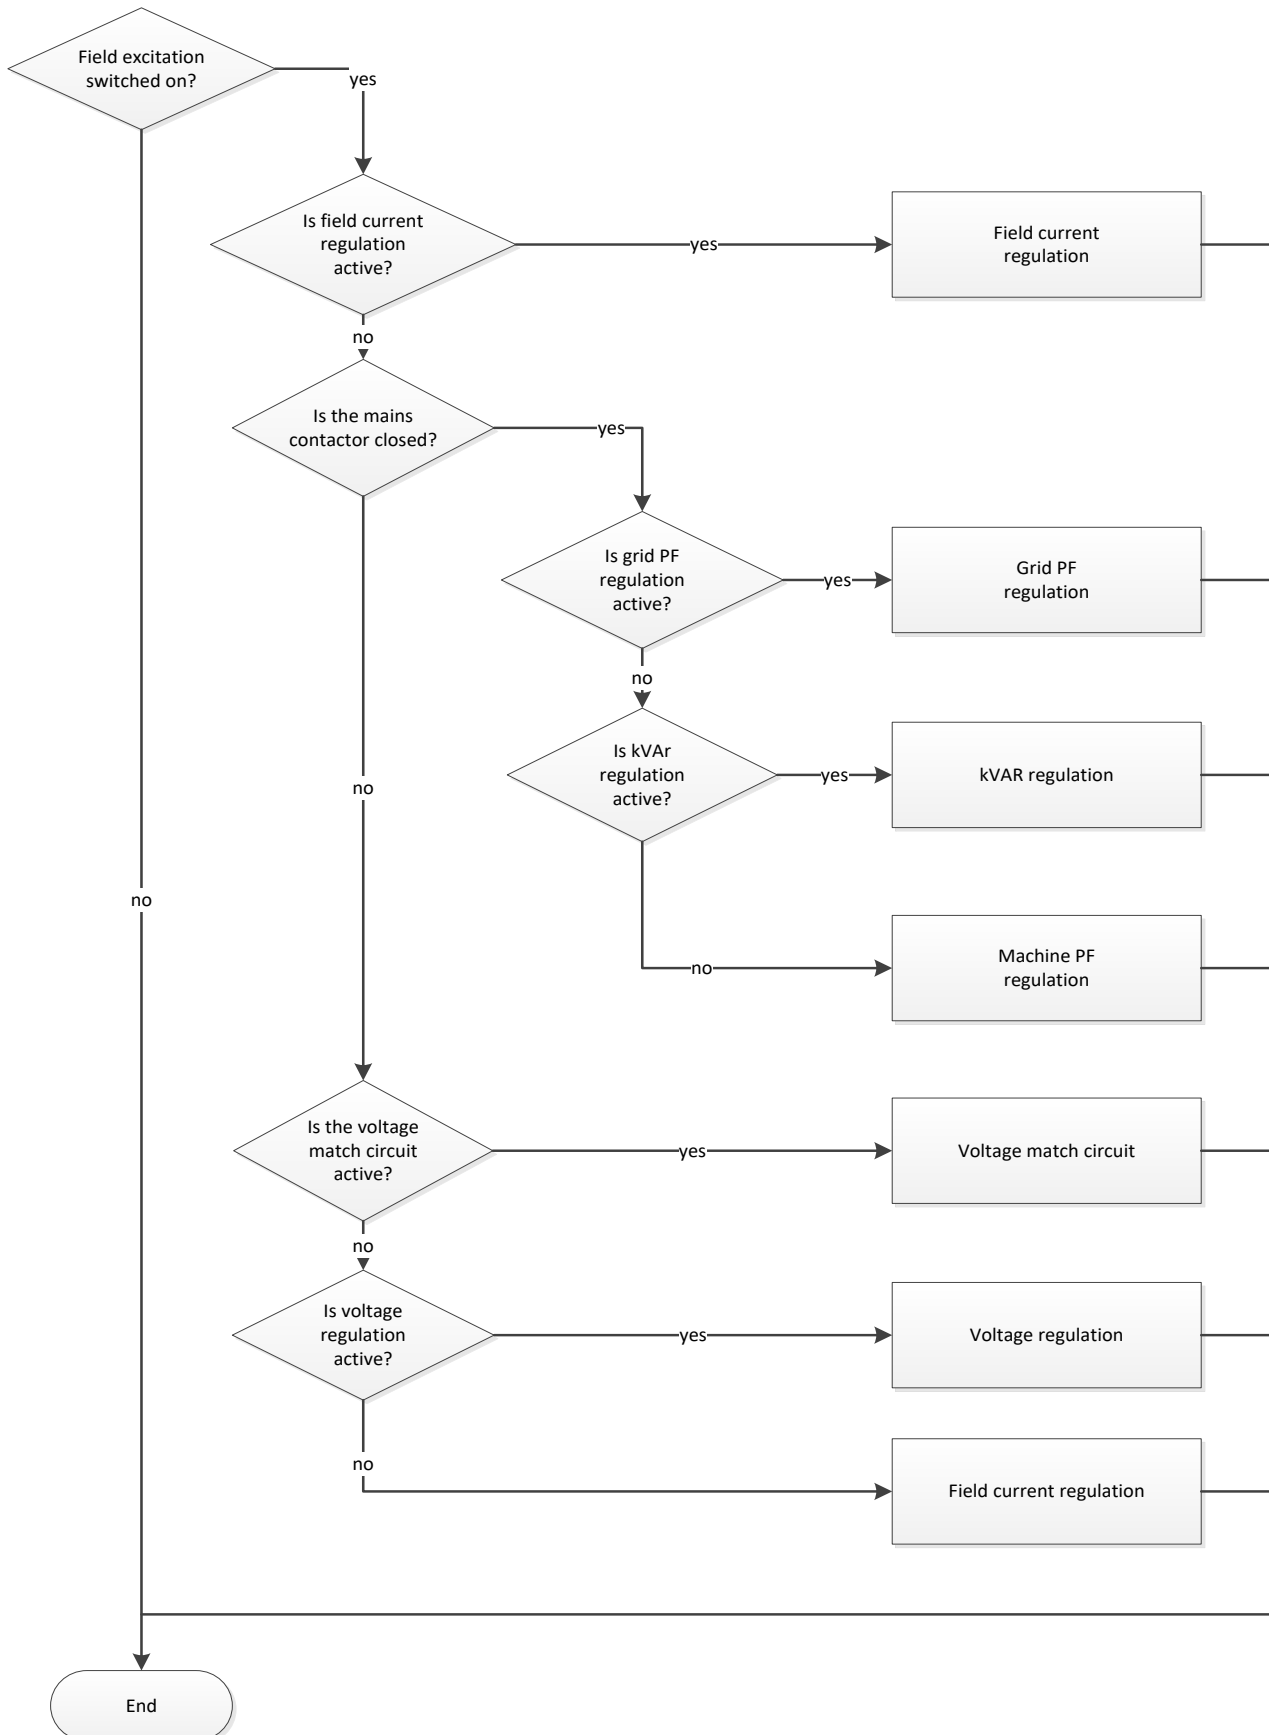 Field excitation
switched on?
yes
Is field current
regulation
active?
yes
Field current
regulation
no
Is the mains
contactor closed?
yes
Is grid PF
regulation
active?
yes
Grid PF
regulation
no
Is kVAr
regulation
active?
yes
kVAR regulation
no
no
Machine PF
regulation
no
Is the voltage
match circuit
active?
yes
Voltage match circuit
no
Is voltage
regulation
active?
yes
Voltage regulation
no
Field current regulation
End